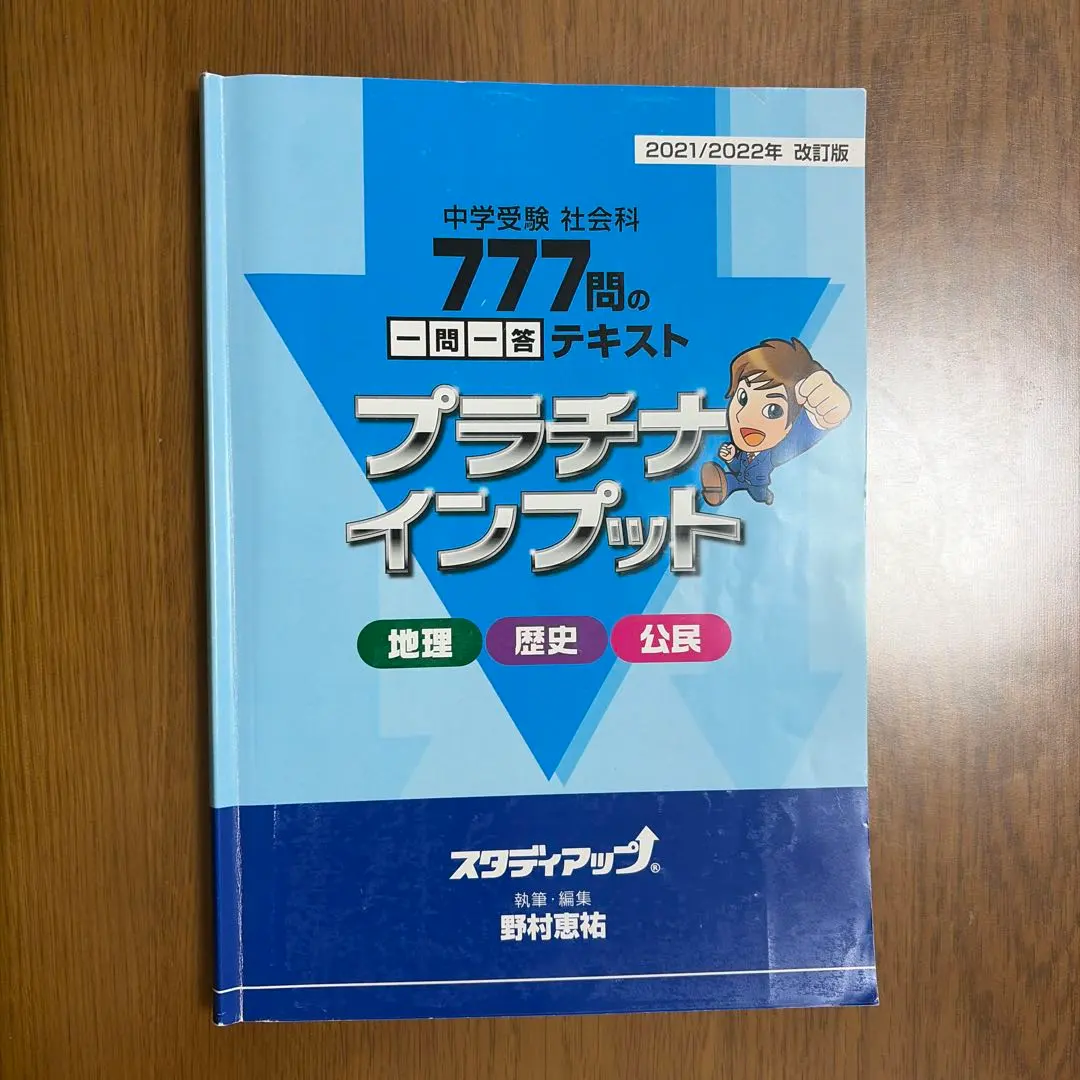 2021/2022年 改訂版
中学受験 社会科
777問の
一問一答 テキスト
プラチナ
インプット
地理 歴史 公民
スタディアップ®
執筆・編集
野村恵祐